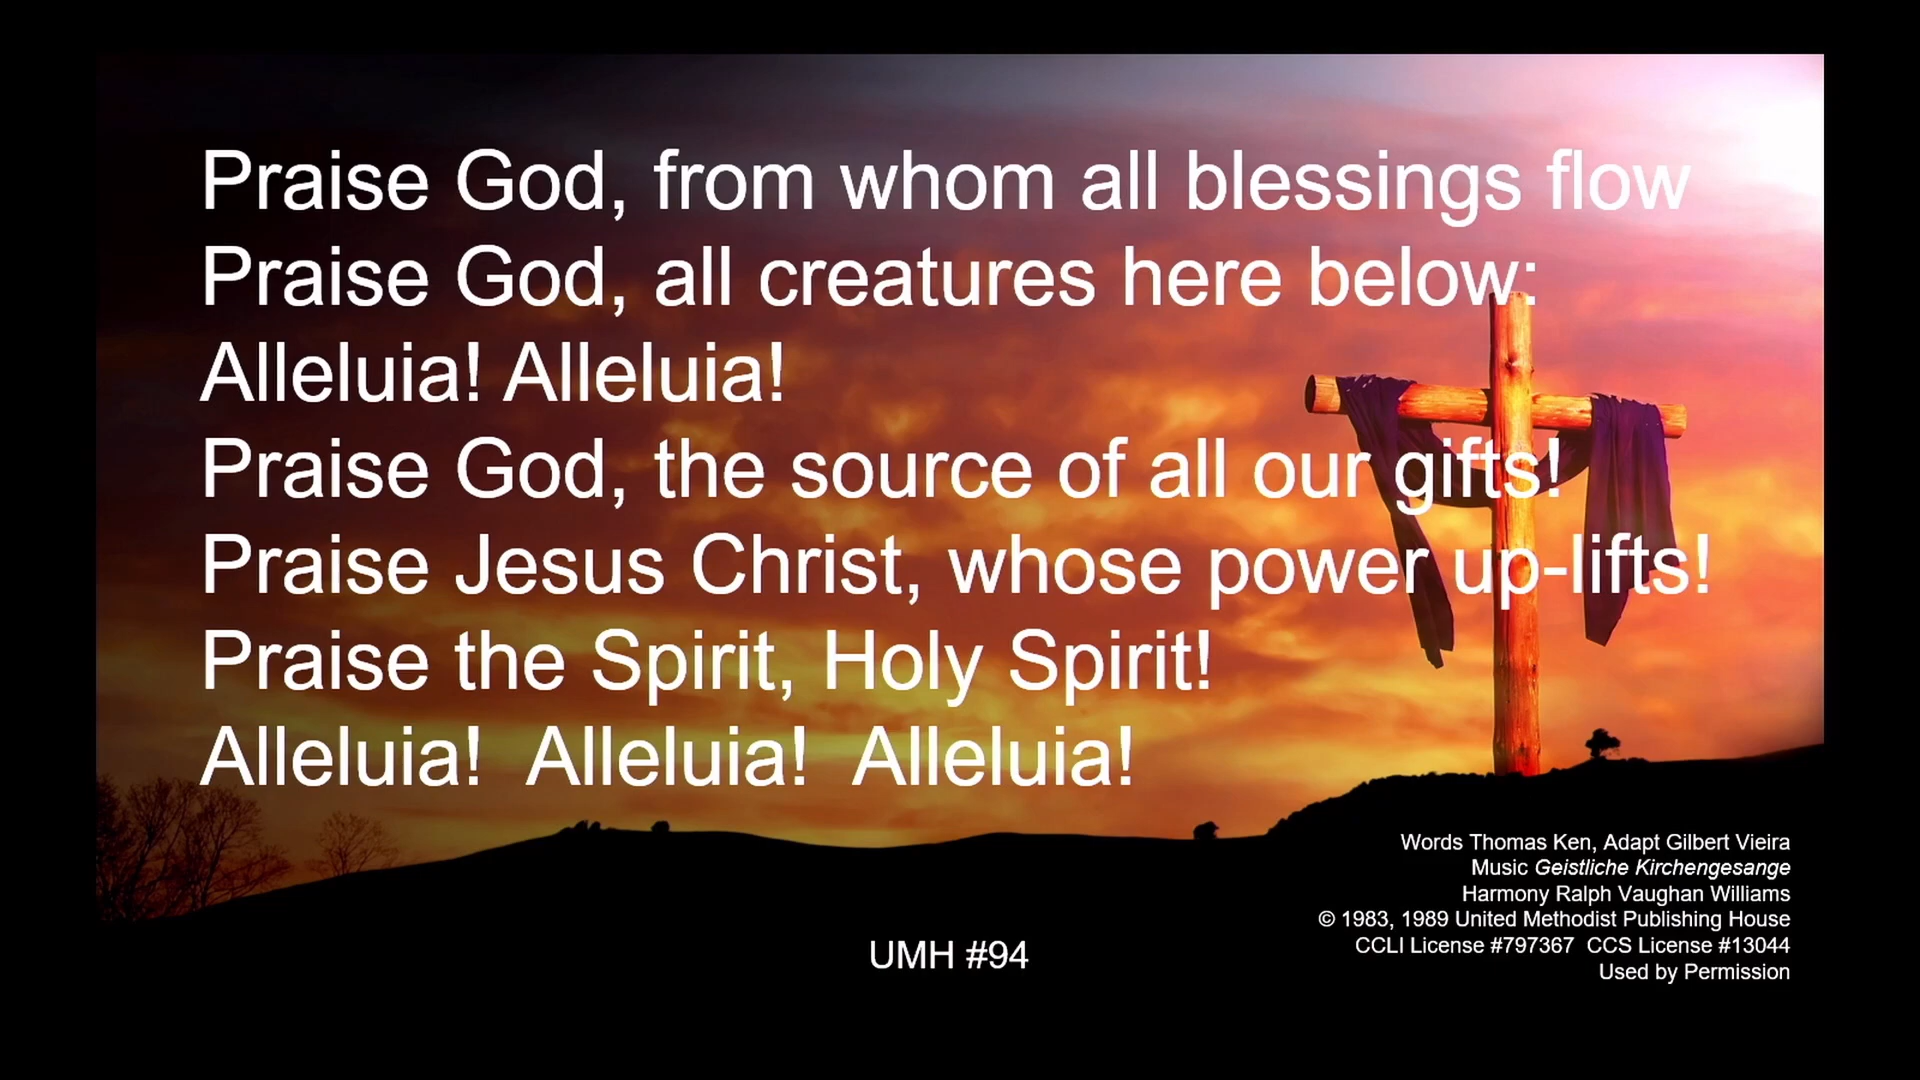 Praise God, from whom all blessings flow
Praise God, all creatures here below:
Alleluia! Alleluia!
Praise God, the source of all our gifts!
Praise Jesus Christ, whose power up-lifts!
Praise the Spirit, Holy Spirit!
Alleluia!  Alleluia!  Alleluia!
Words Thomas Ken, Adapt Gilbert Vieira
Music Geistliche Kirchengesange
Harmony Ralph Vaughan Williams
© 1983, 1989 United Methodist Publishing House
CCLI License #797367  CCS License #13044
Used by Permission
UMH #94